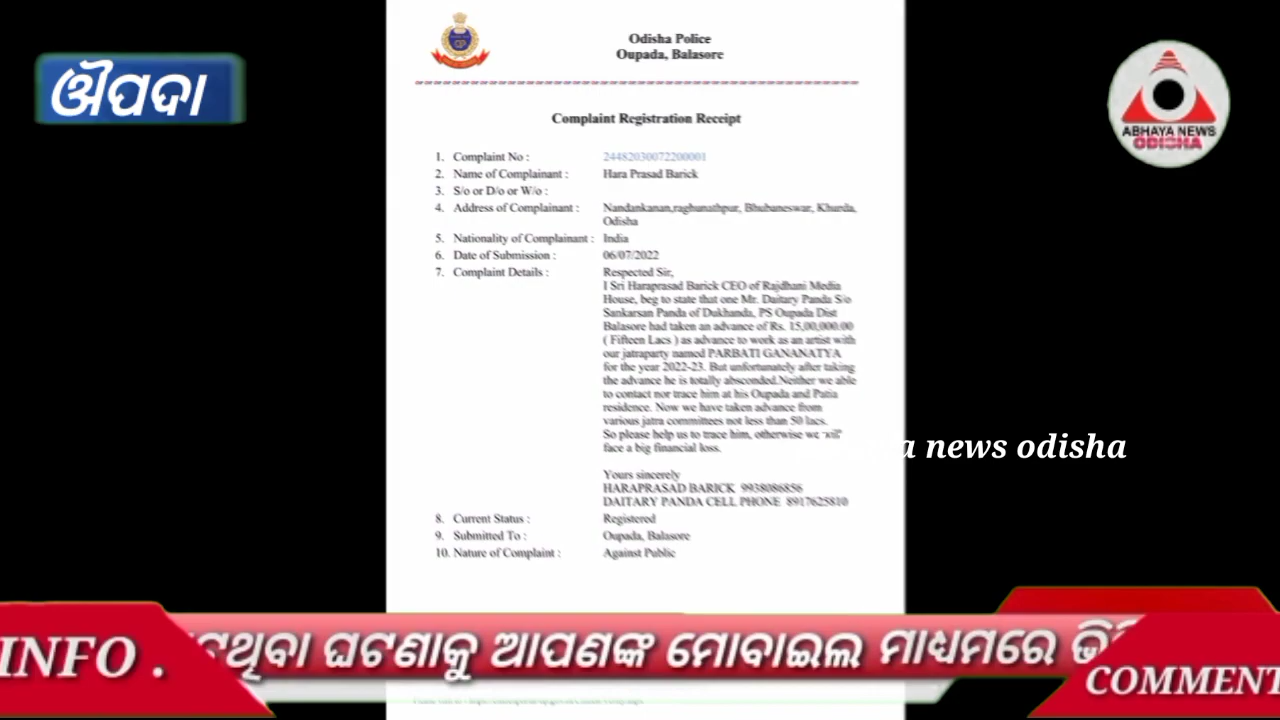 Odisha Police
Oupada, Balasore
ଔପଦା
ABHAYA NEWS
ODISHA
Complaint Registration Receipt
1. Complaint No : 24482030072200001
2. Name of Complainant : Hara Prasad Barick
3. S/o or D/o or W/o :
4. Address of Complainant : Nandankanan,raghunathpur, Bhubaneswar, Khurda,
Odisha
5. Nationality of Complainant : India
6. Date of Submission : 06/07/2022
7. Complaint Details : Respected Sir,
I Sri Haraprasad Barick CEO of Rajdhani Media
House, beg to state that one Mr. Daitary Panda S/o
Sankarsan Panda of Dukhanda, PS Oupada Dist
Balasore had taken an advance of Rs. 15,00,000.00
( Fifteen Lacs ) as advance to work as an artist with
our jatraparty named PARBATI GANANATYA
for the year 2022-23. But unfortunately after taking
the advance he is totally absconded.Neither we able
to contact nor trace him at his Oupada and Patia
residence. Now we have taken advance from
various jatra committees not less than 50 lacs.
So please help us to trace him, otherwise we will
face a big financial loss.
news odisha
Yours sincerely
HARAPRASAD BARICK 9938086856
DAITARY PANDA CELL PHONE 8917625810
8. Current Status : Registered
9. Submitted To : Oupada, Balasore
10. Nature of Complaint : Against Public
INFO .
ଘଟଣାକୁ ଆପଣଙ୍କ ମୋବାଇଲ ମାଧ୍ୟମରେ
COMMENT